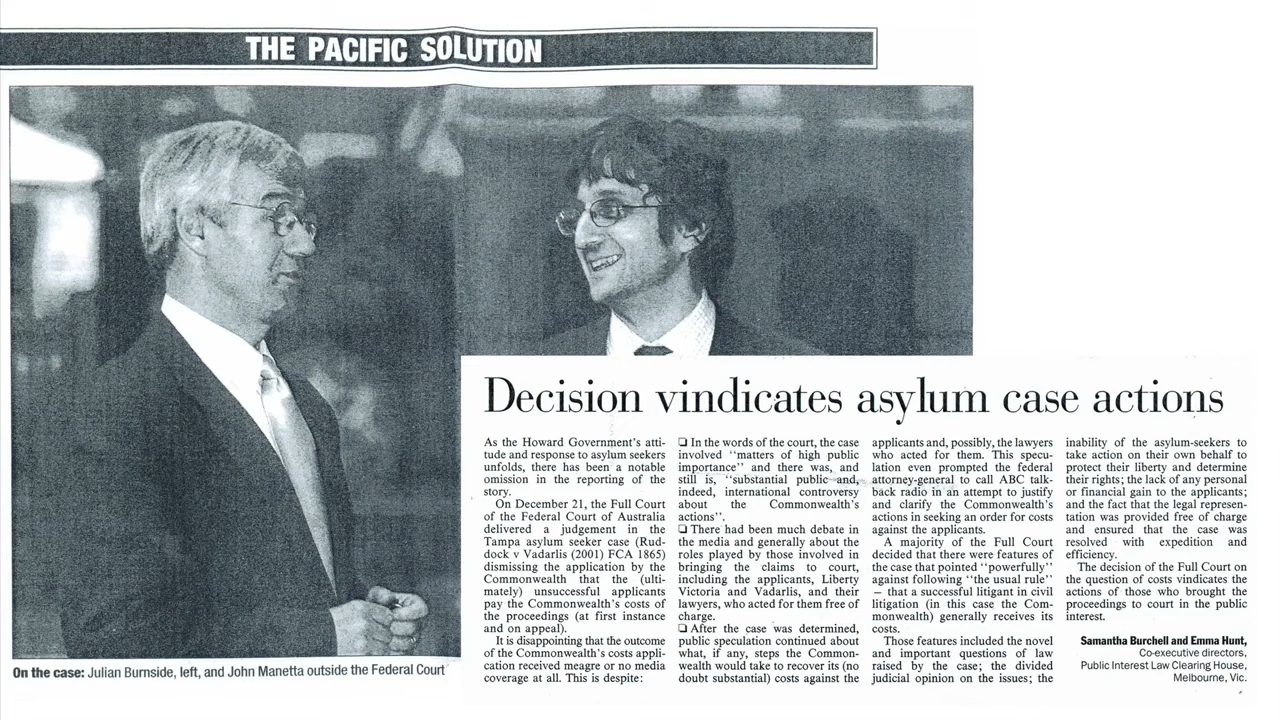 THE PACIFIC SOLUTION
On the case: Julian Burnside, left, and John Manetta outside the Federal Court
Decision vindicates asylum case actions
As the Howard Government's atti-
tude and response to asylum seekers
unfolds, there has been a notable
omission in the reporting of the
story.
On December 21, the Full Court
of the Federal Court of Australia
delivered a judgement in the
Tampa asylum seeker case (Rud-
dock v Vadarlis (2001) FCA 1865)
dismissing the application by the
Commonwealth that the (ulti-
mately) unsuccessful applicants
pay the Commonwealth's costs of
the proceedings (at first instance
and on appeal).
It is disappointing that the outcome
of the Commonwealth's costs appli-
cation received meagre or no media
coverage at all. This is despite:
❏ In the words of the court, the case
involved "matters of high public
importance" and there was, and
still is, "substantial public and,
indeed, international controversy
about the Commonwealth's
actions".
❏ There had been much debate in
the media and generally about the
roles played by those involved in
bringing the claims to court,
including the applicants, Liberty
Victoria and Vadarlis, and their
lawyers, who acted for them free of
charge.
❏ After the case was determined,
public speculation continued about
what, if any, steps the Common-
wealth would take to recover its (no
doubt substantial) costs against the
applicants and, possibly, the lawyers
who acted for them. This specu-
lation even prompted the federal
attorney-general to call ABC talk-
back radio in an attempt to justify
and clarify the Commonwealth's
actions in seeking an order for costs
against the applicants.
A majority of the Full Court
decided that there were features of
the case that pointed "powerfully"
against following "the usual rule"
— that a successful litigant in civil
litigation (in this case the Com-
monwealth) generally receives its
costs.
Those features included the novel
and important questions of law
raised by the case; the divided
judicial opinion on the issues; the
inability of the asylum-seekers to
take action on their own behalf to
protect their liberty and determine
their rights; the lack of any personal
or financial gain to the applicants;
and the fact that the legal represen-
tation was provided free of charge
and ensured that the case was
resolved with expedition and
efficiency.
The decision of the Full Court on
the question of costs vindicates the
actions of those who brought the
proceedings to court in the public
interest.
Samantha Burchell and Emma Hunt,
Co-executive directors,
Public Interest Law Clearing House,
Melbourne, Vic.